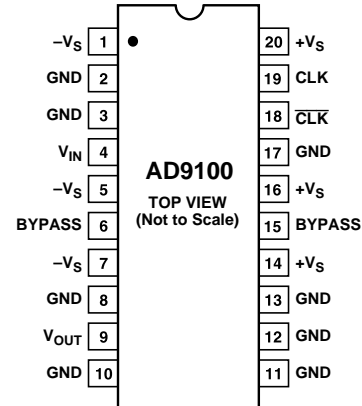 –VS 1 20 +VS
GND 2 19 CLK
GND 3 18 CLK
VIN 4 17 GND
AD9100
–VS 5 16 +VS
TOP VIEW
(Not to Scale)
BYPASS 6 15 BYPASS
–VS 7 14 +VS
GND 8 13 GND
VOUT 9 12 GND
GND 10 11 GND